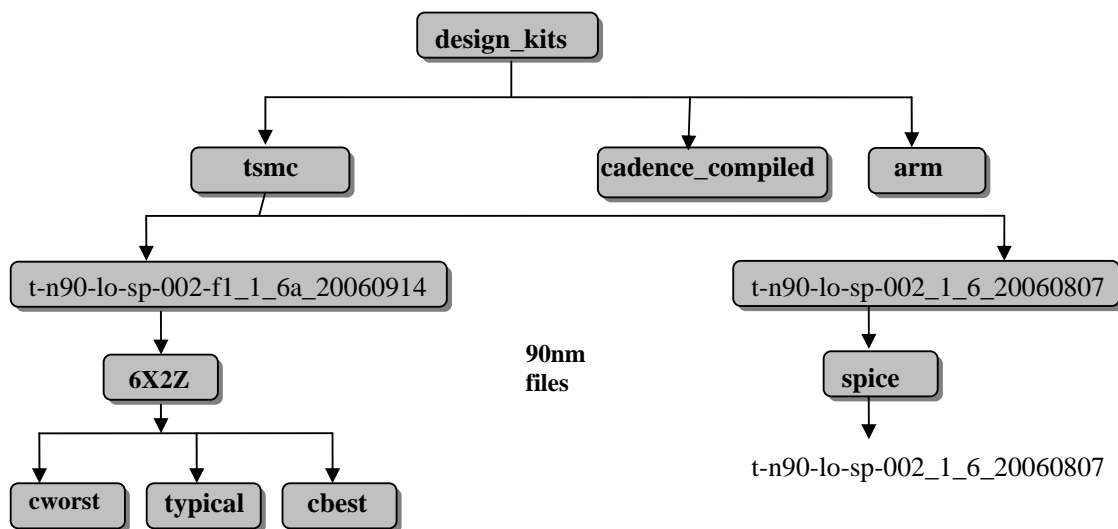 design_kits
tsmc
cadence_compiled
arm
t-n90-lo-sp-002-f1_1_6a_20060914
t-n90-lo-sp-002_1_6_20060807
6X2Z
90nm
files
spice
cworst
typical
cbest
t-n90-lo-sp-002_1_6_20060807